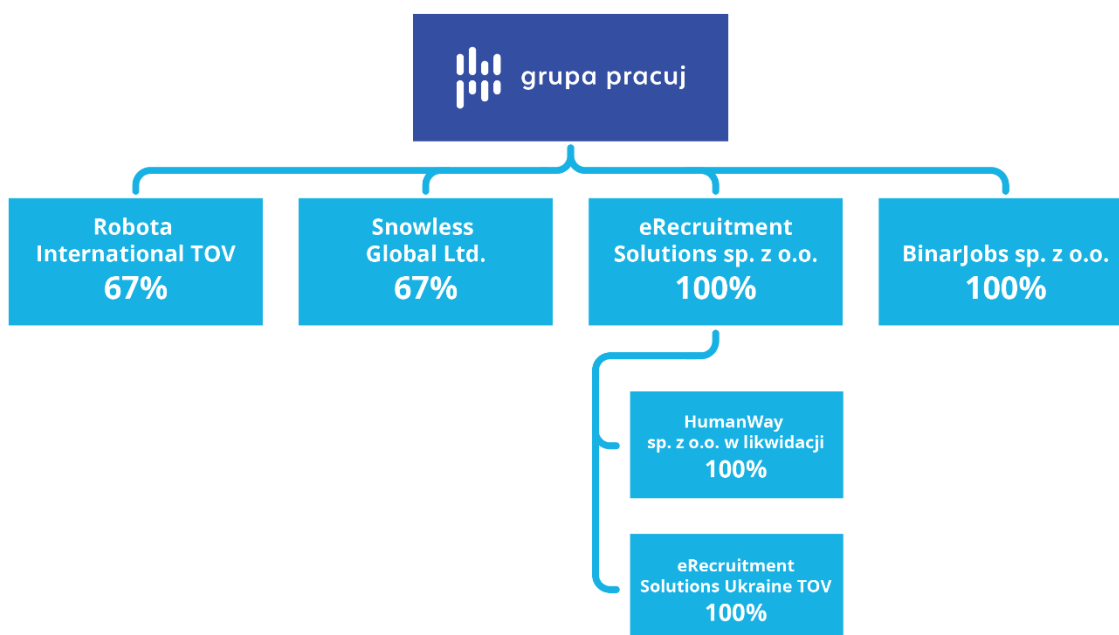 grupa pracuj
Robota
International TOV
67%
Snowless
Global Ltd.
67%
eRecruitment
Solutions sp. z o.o.
100%
BinarJobs sp. z o.o.
100%
HumanWay
sp. z o.o. w likwidacji
100%
eRecruitment
Solutions Ukraine TOV
100%